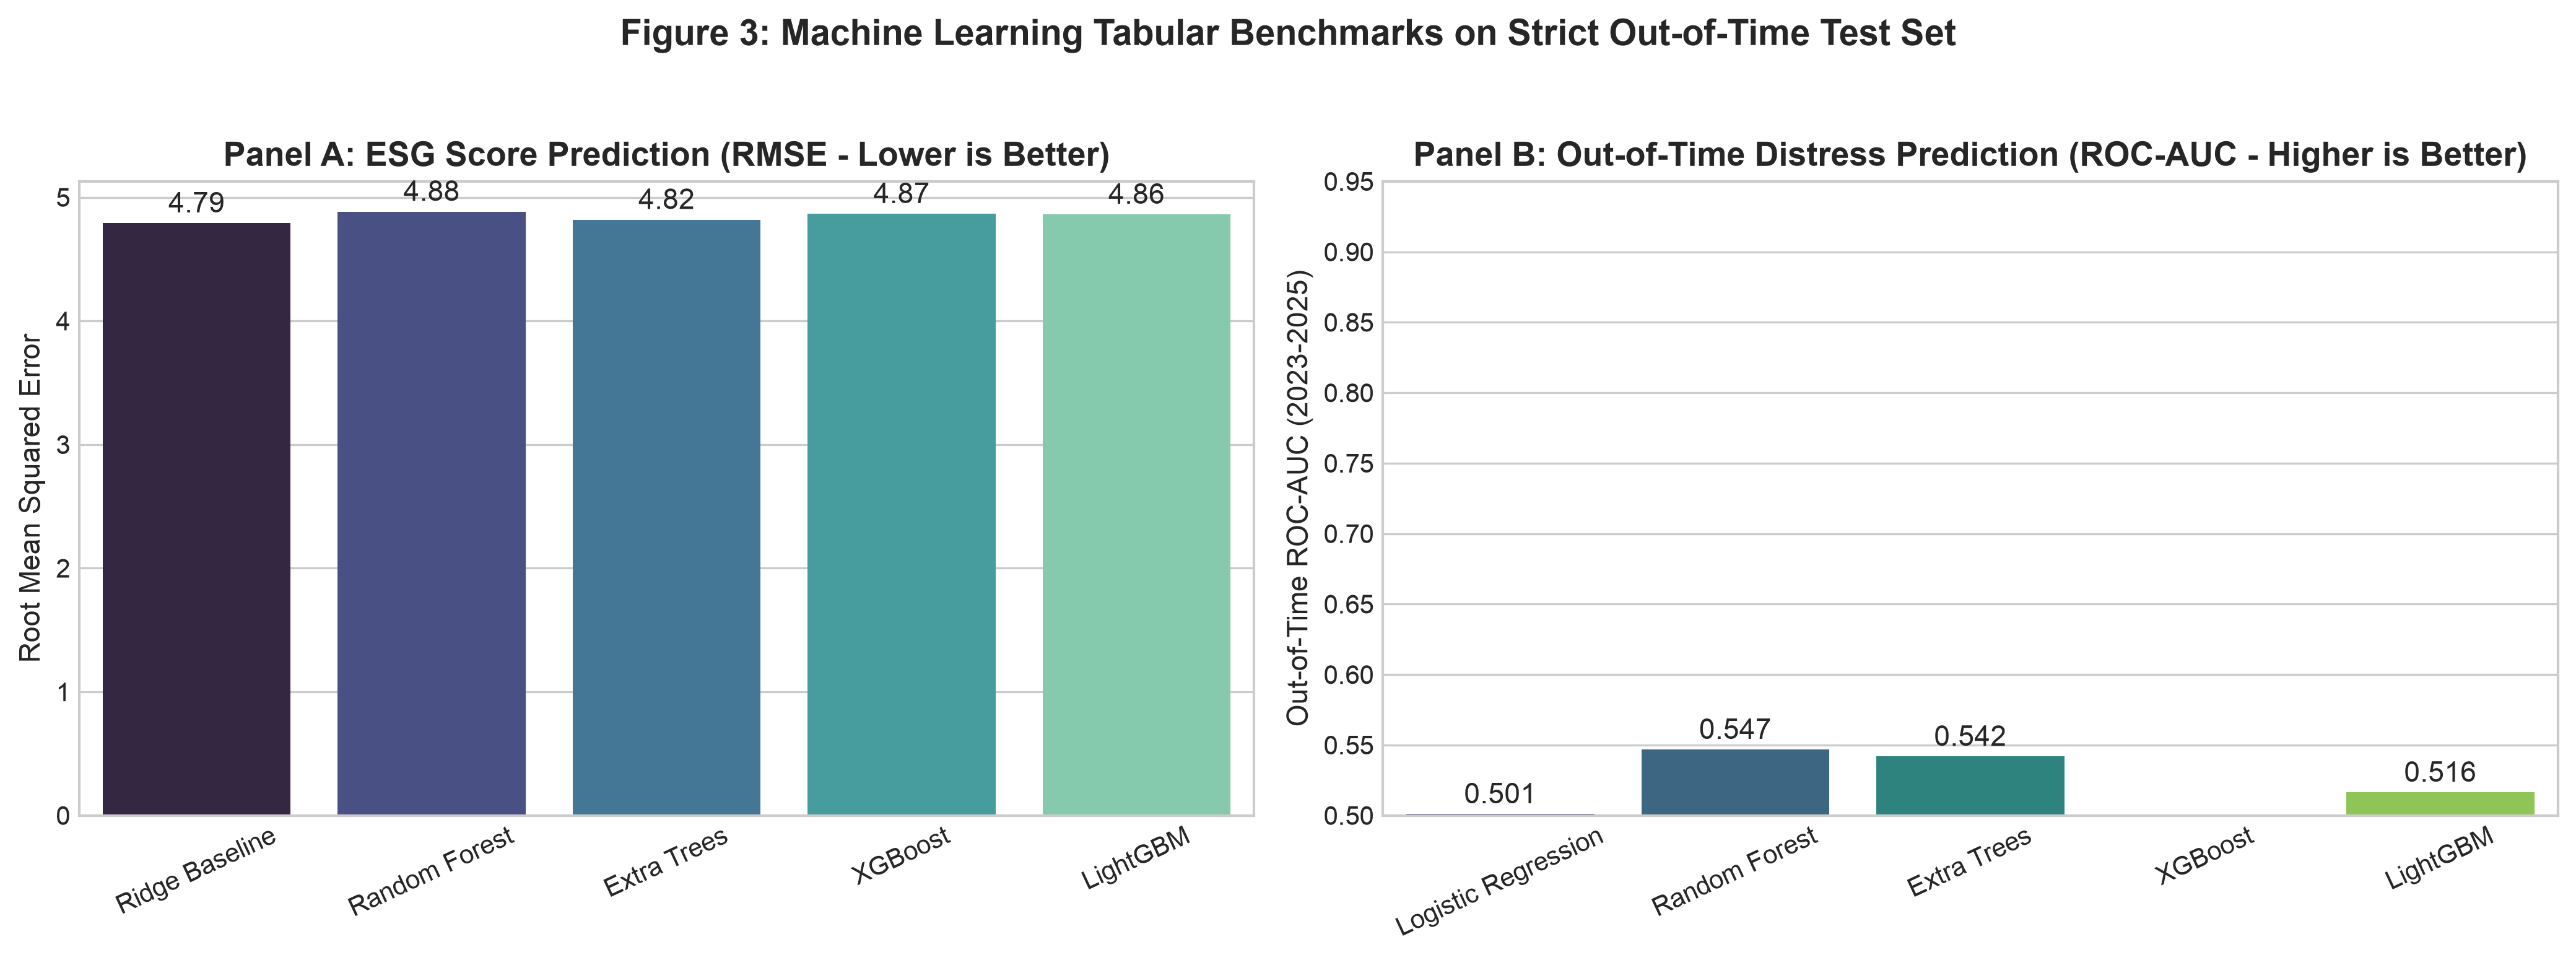 Figure 3: Machine Learning Tabular Benchmarks on Strict Out-of-Time Test Set
Panel A: ESG Score Prediction (RMSE - Lower is Better)
Root Mean Squared Error
5
4
3
2
1
0
4.79
4.88
4.82
4.87
4.86
Ridge Baseline
Random Forest
Extra Trees
XGBoost
LightGBM
Panel B: Out-of-Time Distress Prediction (ROC-AUC - Higher is Better)
Out-of-Time ROC-AUC (2023-2025)
0.95
0.90
0.85
0.80
0.75
0.70
0.65
0.60
0.55
0.50
0.501
0.547
0.542
0.516
Logistic Regression
Random Forest
Extra Trees
XGBoost
LightGBM